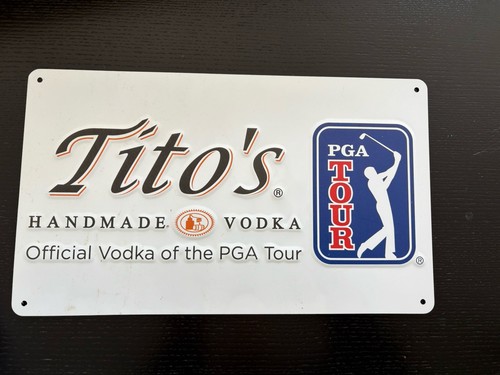 Tito's®
HANDMADE VODKA
Official Vodka of the PGA Tour
PGA
TOUR
®